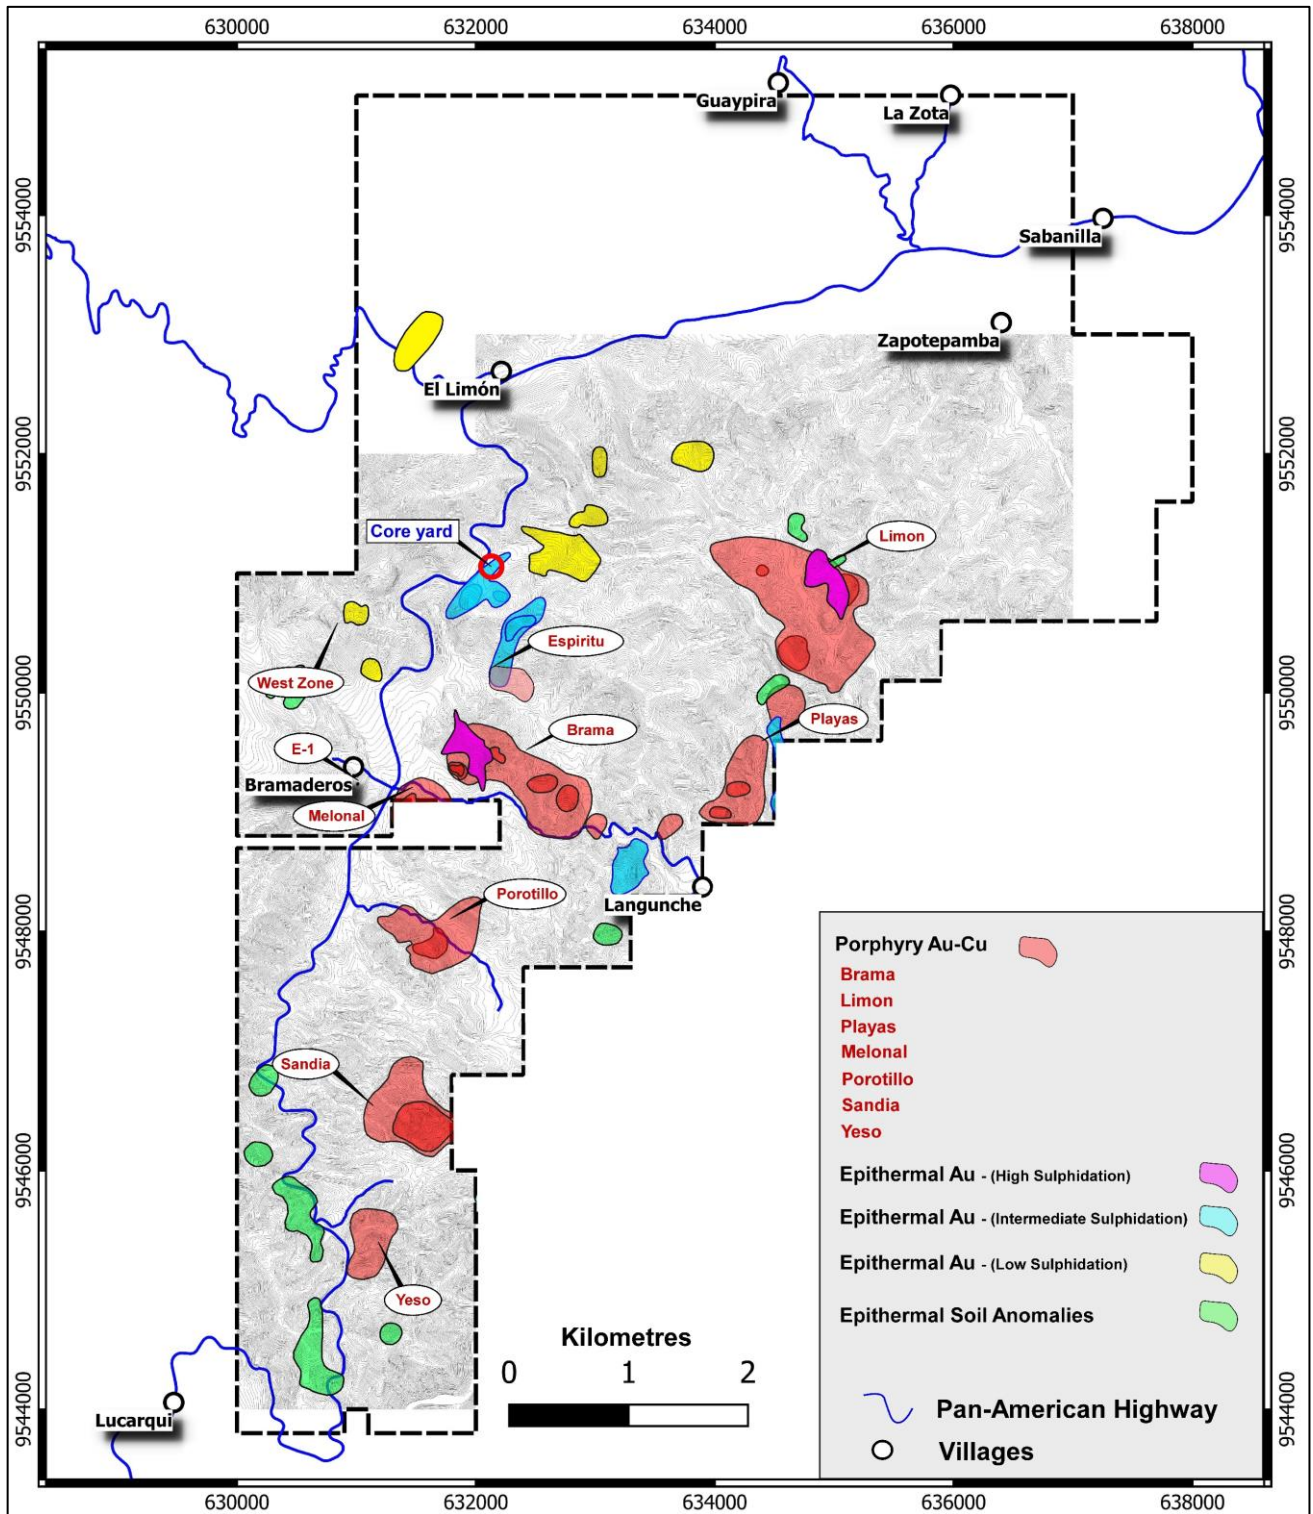 630000 632000 634000 636000 638000
Guaypira
La Zota
9554000
9554000
Sabanilla
Zapotepamba
El Limón
9552000
9552000
Core yard
Limon
Espiritu
West Zone
9550000
9550000
Playas
Brama
E-1
Bramaderos
Melonal
Porotillo
Langunche
9548000
9548000
Porphyry Au-Cu
Brama
Limon
Playas
Melonal
Porotillo
Sandia
Yeso
Sandia
9546000
9546000
Epithermal Au - (High Sulphidation)
Epithermal Au - (Intermediate Sulphidation)
Epithermal Au - (Low Sulphidation)
Epithermal Soil Anomalies
Yeso
Kilometres
0 1 2
9544000
9544000
Lucarqui
Pan-American Highway
Villages
630000 632000 634000 636000 638000